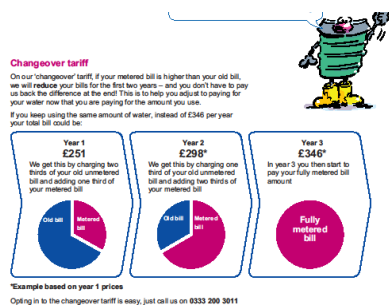 Changeover tariff
On our 'changeover' tariff, if your metered bill is higher than your old bill,
we will reduce your bills for the first two years – and you don't have to pay
us back the difference at the end! This is to help you adjust to paying for
your water now that you are paying for the amount you use.
If you keep using the same amount of water, instead of £346 per year
your total bill could be:
Year 1
£251
We get this by charging two
thirds of your old unmetered
bill and adding one third of
your metered bill
Old bill
Metered
bill
Year 2
£298*
We get this by charging one
third of your old unmetered
bill and adding two thirds of
your metered bill
Old bill
Metered
bill
Year 3
£346*
In year 3 you then start to
pay your fully metered bill
amount
Fully
metered
bill
*Example based on year 1 prices
Opting in to the changeover tariff is easy, just call us on 0333 200 3011